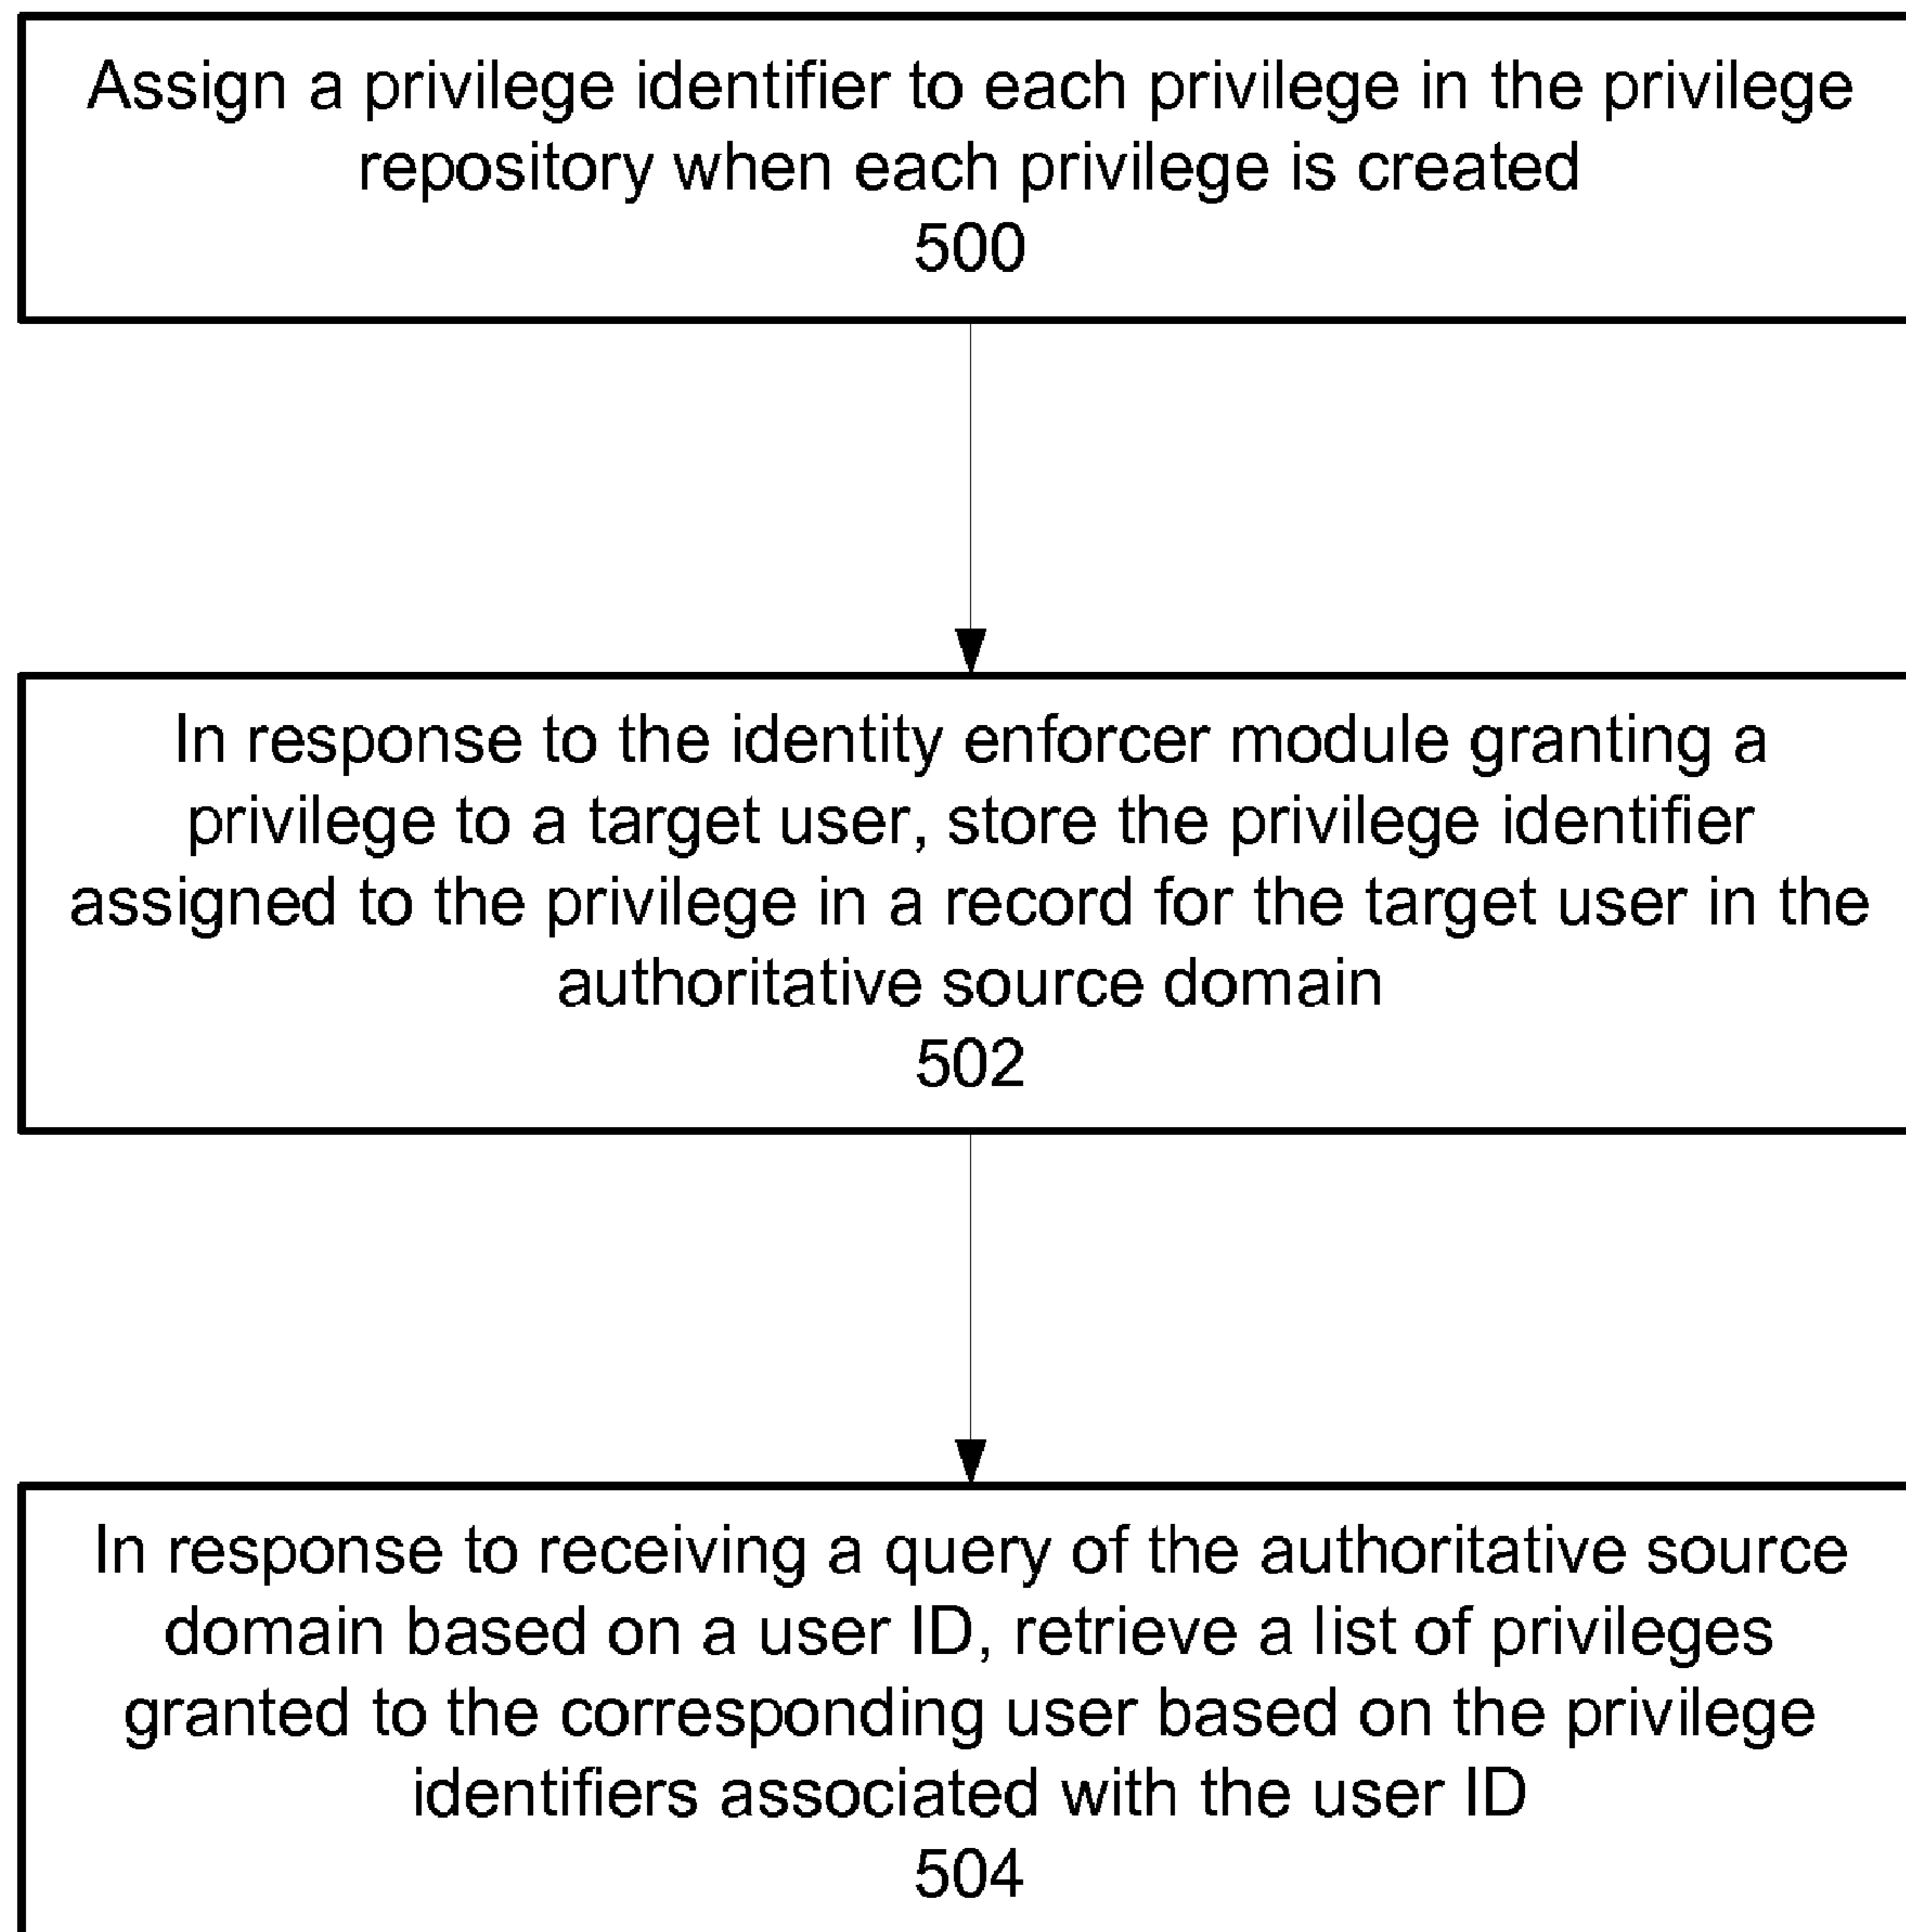 Assign a privilege identifier to each privilege in the privilege
repository when each privilege is created
500
In response to the identity enforcer module granting a
privilege to a target user, store the privilege identifier
assigned to the privilege in a record for the target user in the
authoritative source domain
502
In response to receiving a query of the authoritative source
domain based on a user ID, retrieve a list of privileges
granted to the corresponding user based on the privilege
identifiers associated with the user ID
504